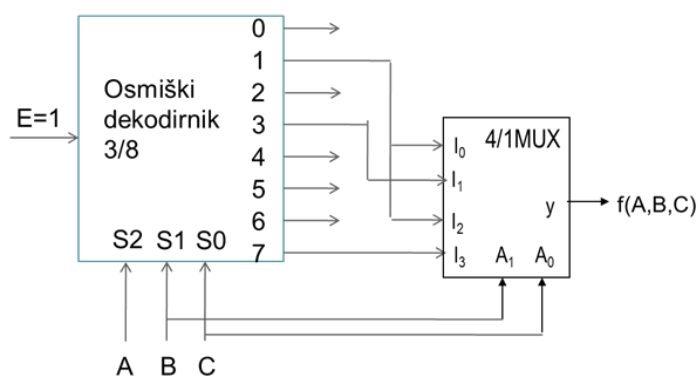 0
1
2
3
4
5
6
7
Osmiški
dekodirnik
3/8
E=1
S2 S1 S0
A B C
4/1MUX
I₀
I₁
I₂
I₃
y
A₁ A₀
f(A,B,C)